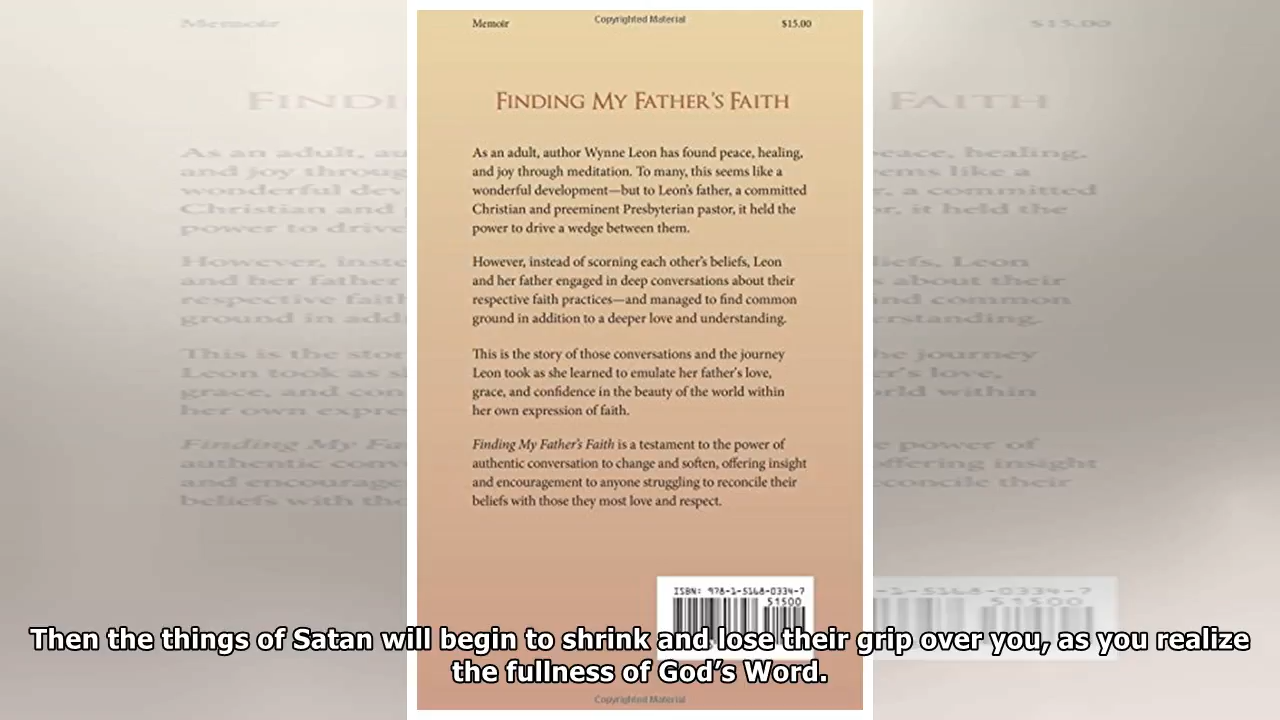 Memoir
Copyrighted Material
$15.00
FINDING MY FATHER'S FAITH
As an adult, author Wynne Leon has found peace, healing,
and joy through meditation. To many, this seems like a
wonderful development—but to Leon's father, a committed
Christian and preeminent Presbyterian pastor, it held the
power to drive a wedge between them.
However, instead of scorning each other's beliefs, Leon
and her father engaged in deep conversations about their
respective faith practices—and managed to find common
ground in addition to a deeper love and understanding.
This is the story of those conversations and the journey
Leon took as she learned to emulate her father's love,
grace, and confidence in the beauty of the world within
her own expression of faith.
Finding My Father's Faith is a testament to the power of
authentic conversation to change and soften, offering insight
and encouragement to anyone struggling to reconcile their
beliefs with those they most love and respect.
ISBN: 978-1-5168-0334-7
51500
Then the things of Satan will begin to shrink and lose their grip over you, as you realize
the fullness of God's Word.
Copyrighted Material